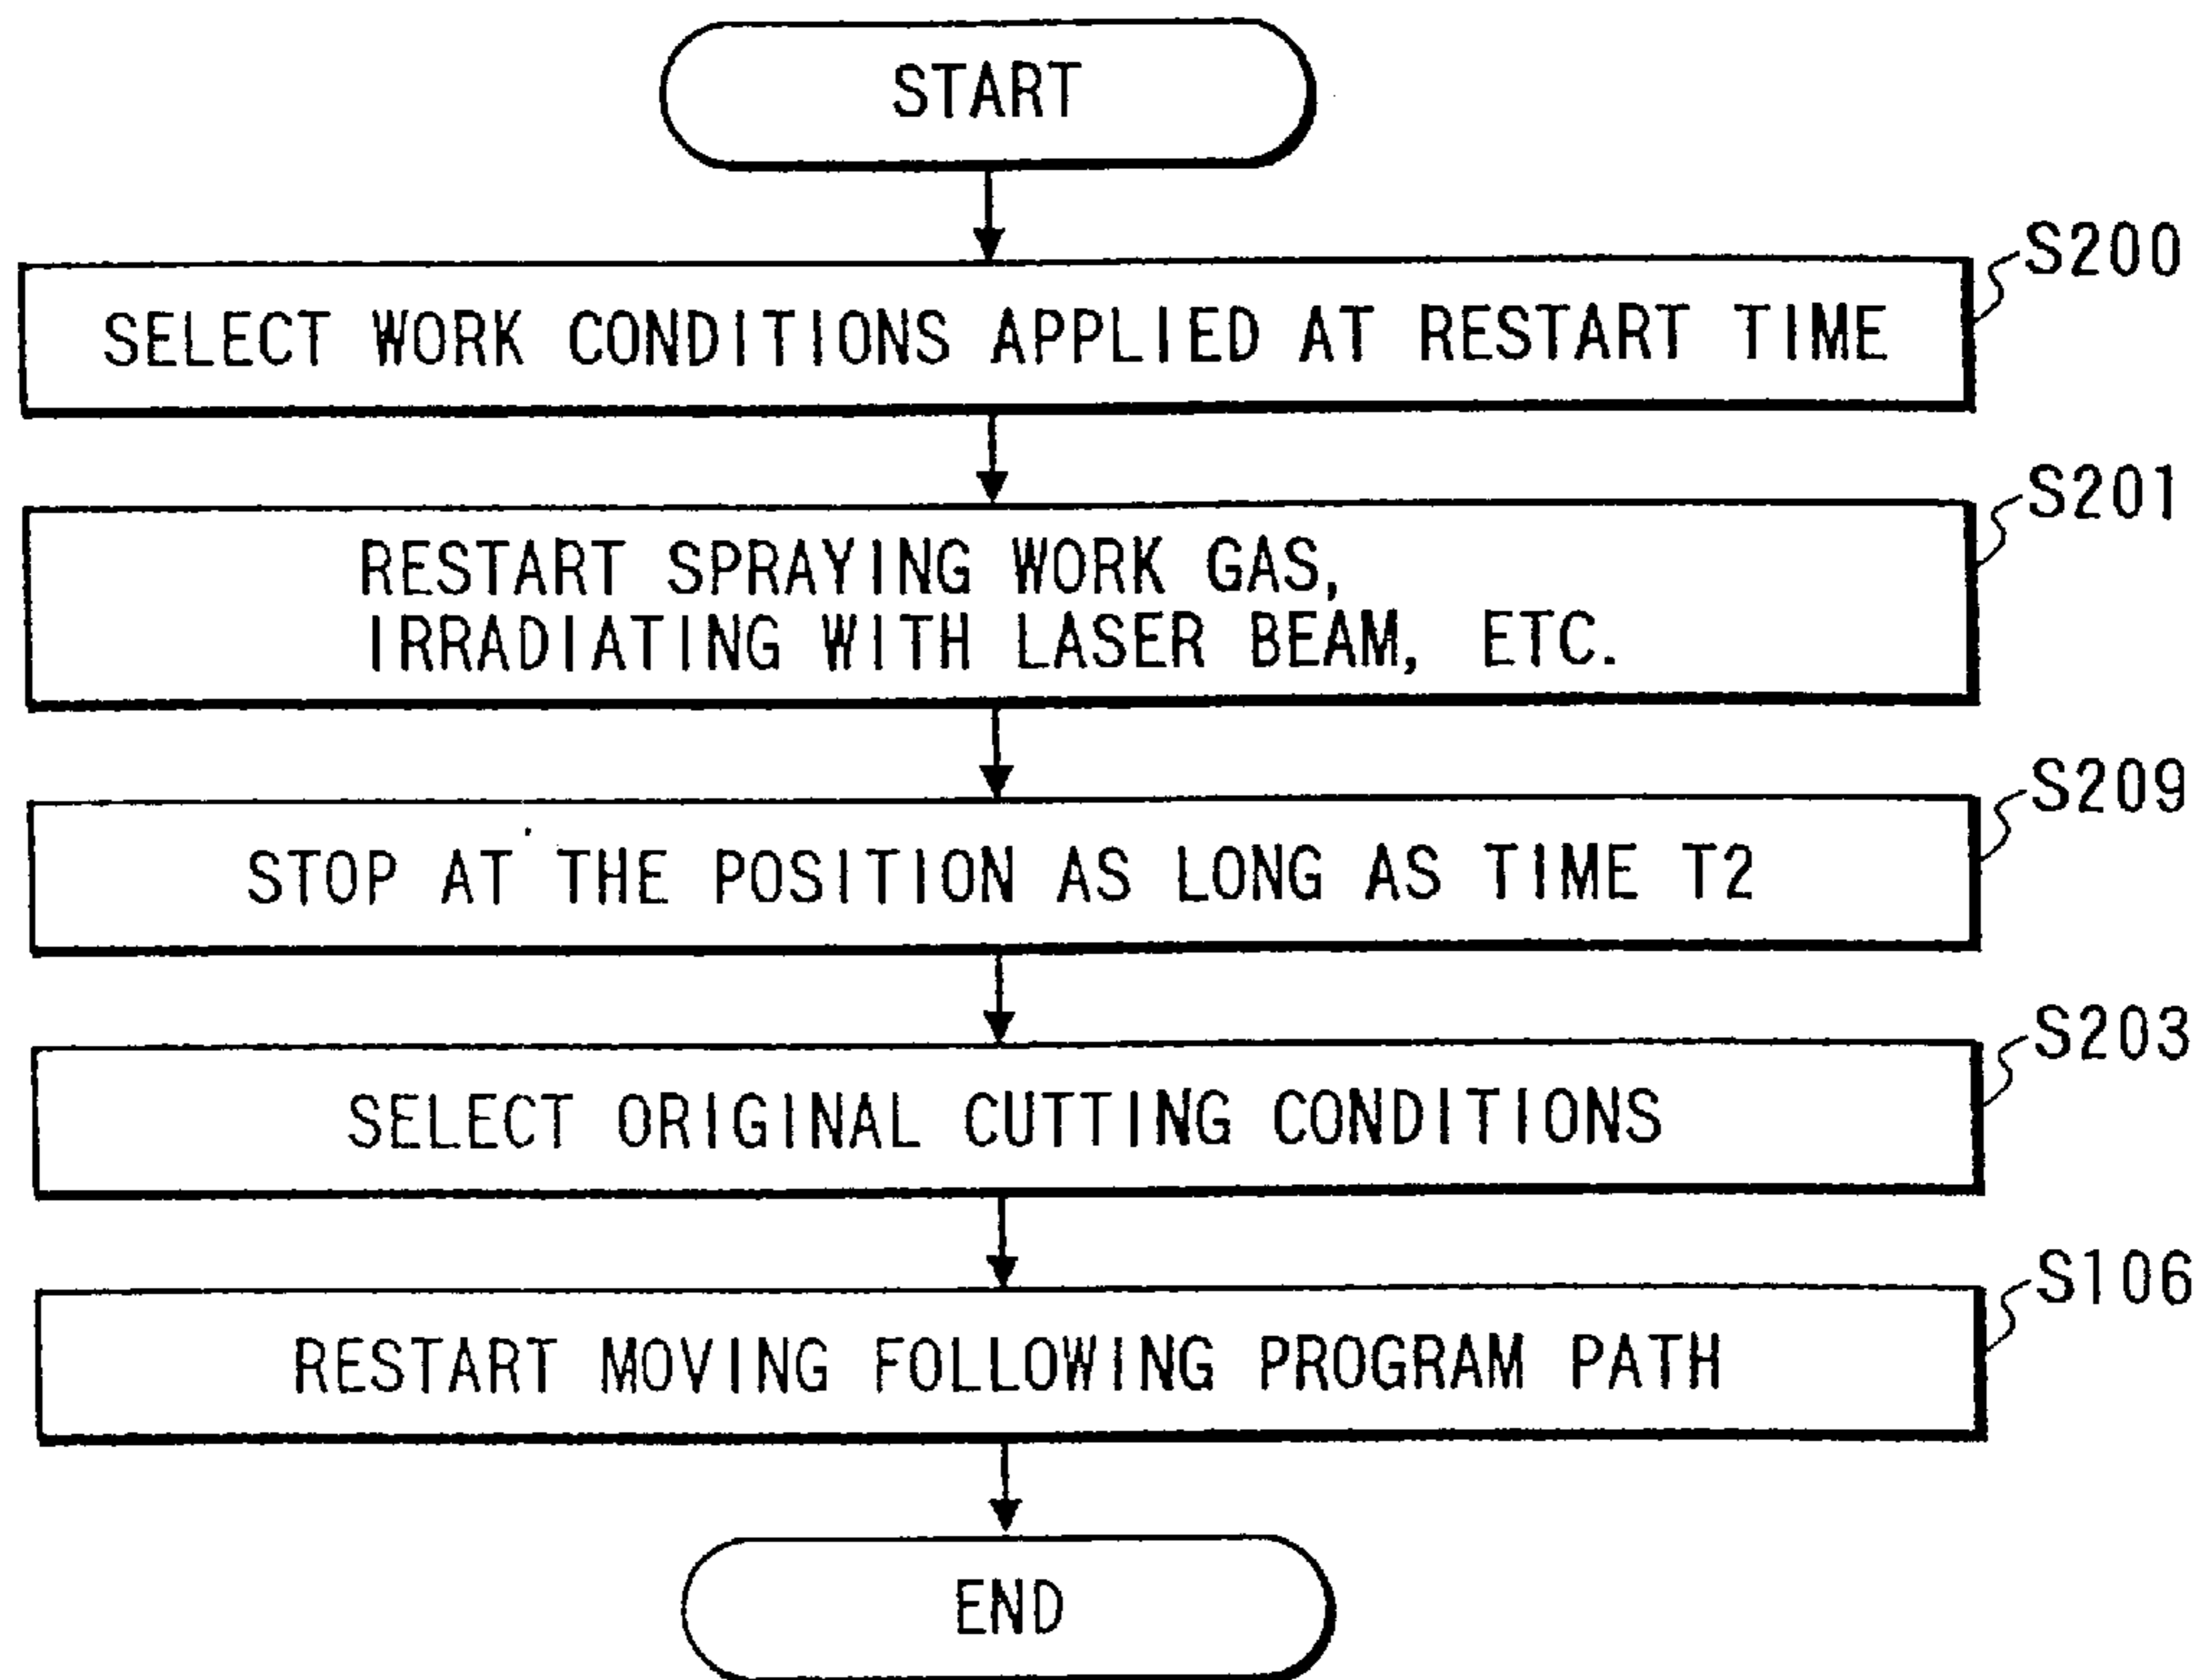 START
S200
SELECT WORK CONDITIONS APPLIED AT RESTART TIME
S201
RESTART SPRAYING WORK GAS,
IRRADIATING WITH LASER BEAM, ETC.
S209
STOP AT THE POSITION AS LONG AS TIME T2
S203
SELECT ORIGINAL CUTTING CONDITIONS
S106
RESTART MOVING FOLLOWING PROGRAM PATH
END